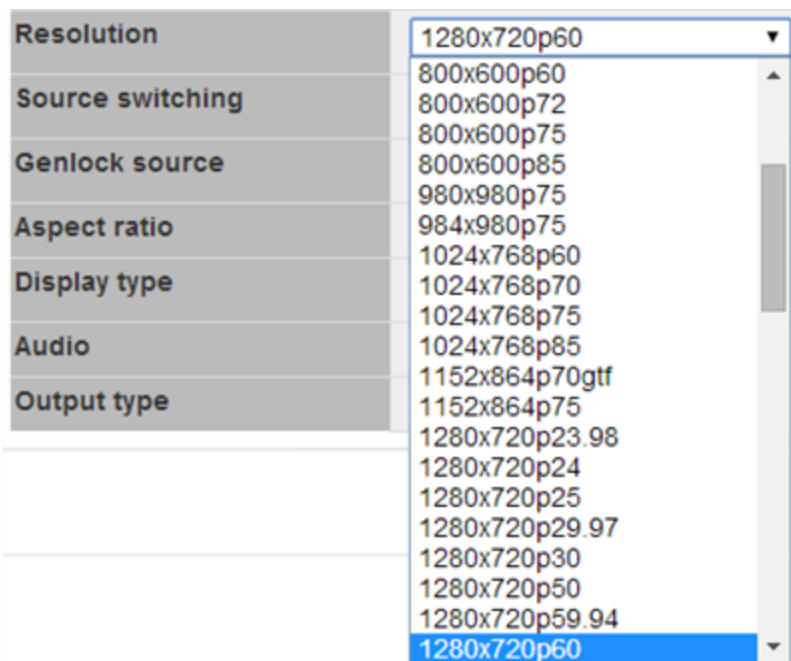 Resolution
1280x720p60
800x600p60
Source switching
800x600p72
800x600p75
Genlock source
800x600p85
980x980p75
Aspect ratio
984x980p75
1024x768p60
Display type
1024x768p70
1024x768p75
Audio
1024x768p85
1152x864p70gtf
Output type
1152x864p75
1280x720p23.98
1280x720p24
1280x720p25
1280x720p29.97
1280x720p30
1280x720p50
1280x720p59.94
1280x720p60